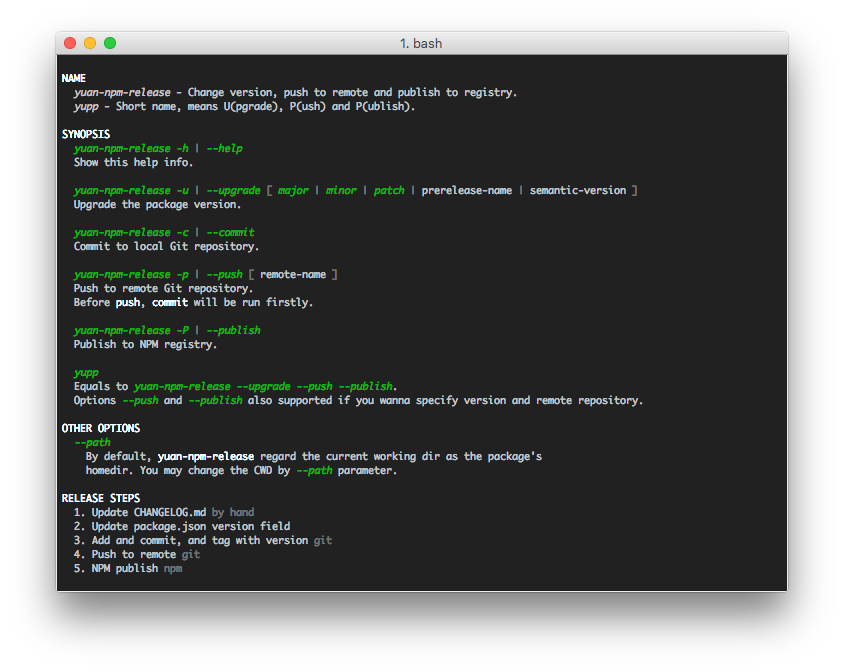 1. bash
NAME
yuan-npm-release - Change version, push to remote and publish to registry.
yupp - Short name, means U(pgrade), P(ush) and P(ublish).
SYNOPSIS
yuan-npm-release -h | --help
Show this help info.
yuan-npm-release -u | --upgrade [ major | minor | patch | prerelease-name | semantic-version ]
Upgrade the package version.
yuan-npm-release -c | --commit
Commit to local Git repository.
yuan-npm-release -p | --push [ remote-name ]
Push to remote Git repository.
Before push, commit will be run firstly.
yuan-npm-release -P | --publish
Publish to NPM registry.
yupp
Equals to yuan-npm-release --upgrade --push --publish.
Options --push and --publish also supported if you wanna specify version and remote repository.
OTHER OPTIONS
--path
By default, yuan-npm-release regard the current working dir as the package's
homedir. You may change the CWD by --path parameter.
RELEASE STEPS
1. Update CHANGELOG.md by hand
2. Update package.json version field
3. Add and commit, and tag with version git
4. Push to remote git
5. NPM publish npm